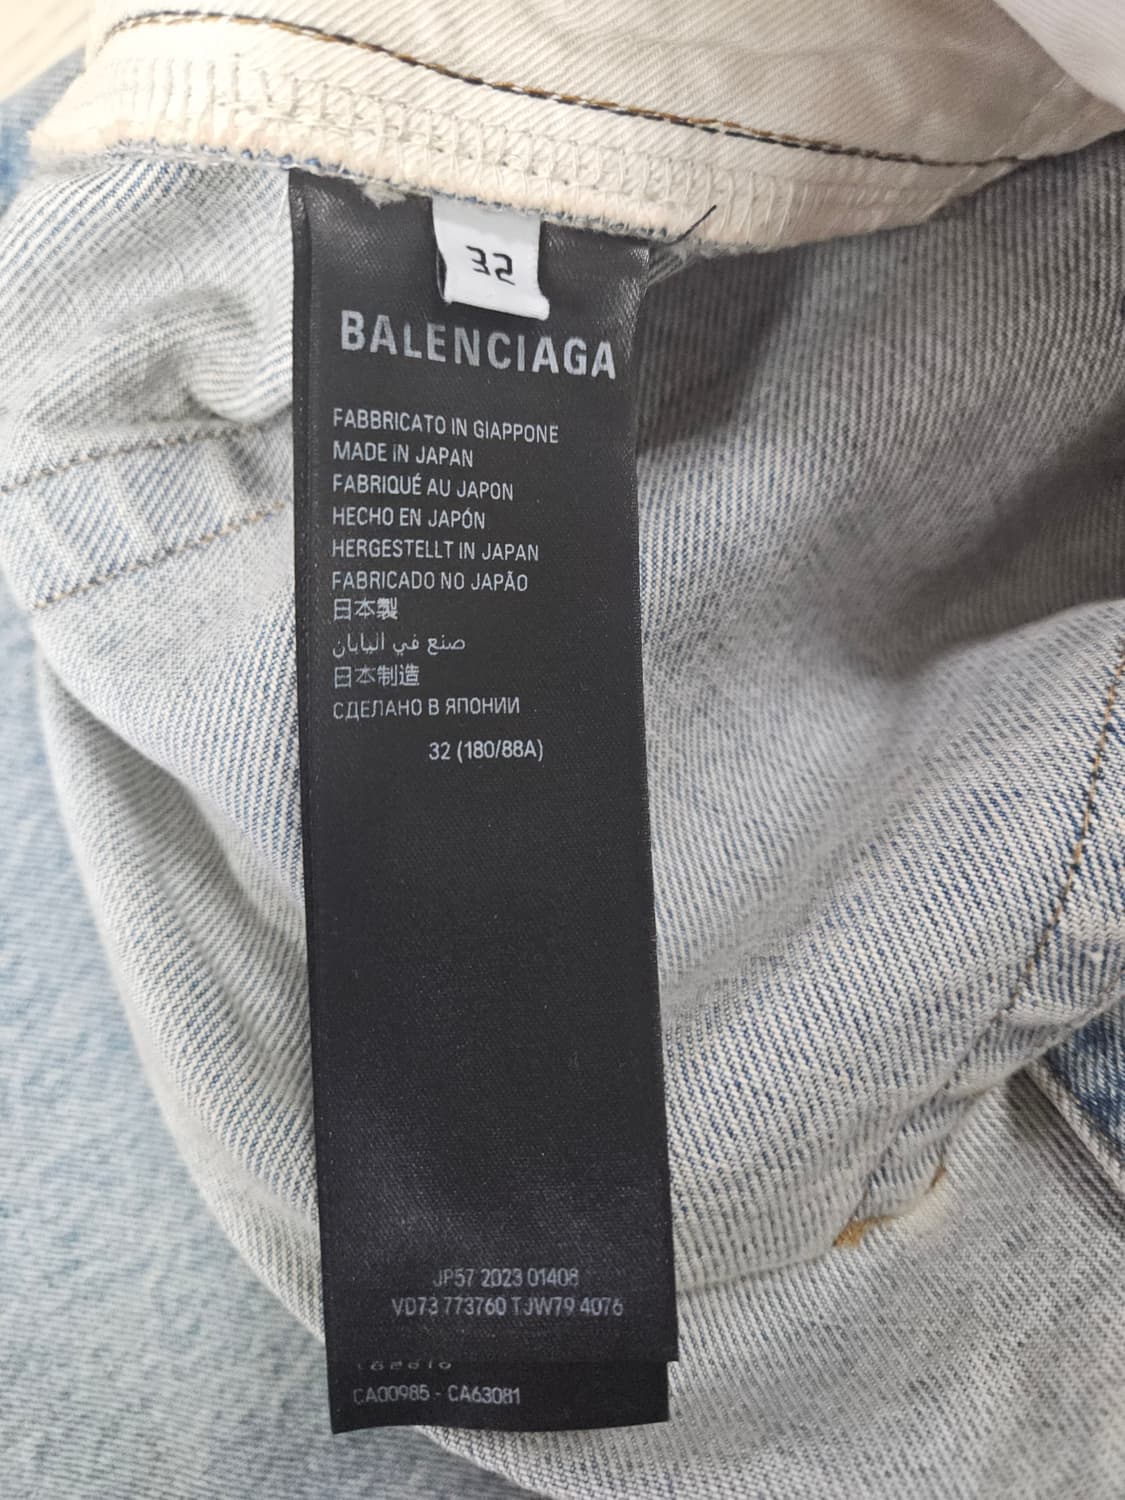 32
BALENCIAGA
FABBRICATO IN GIAPPONE
MADE IN JAPAN
FABRIQUÉ AU JAPON
HECHO EN JAPÓN
HERGESTELLT IN JAPAN
FABRICADO NO JAPÃO
日本製
صنع في اليابان
日本制造
СДЕЛАНО В ЯПОНИИ
32 (180/88A)
JP57 2023 01408
VD73 773760 TJW79 4076
CA00985 - CA63081